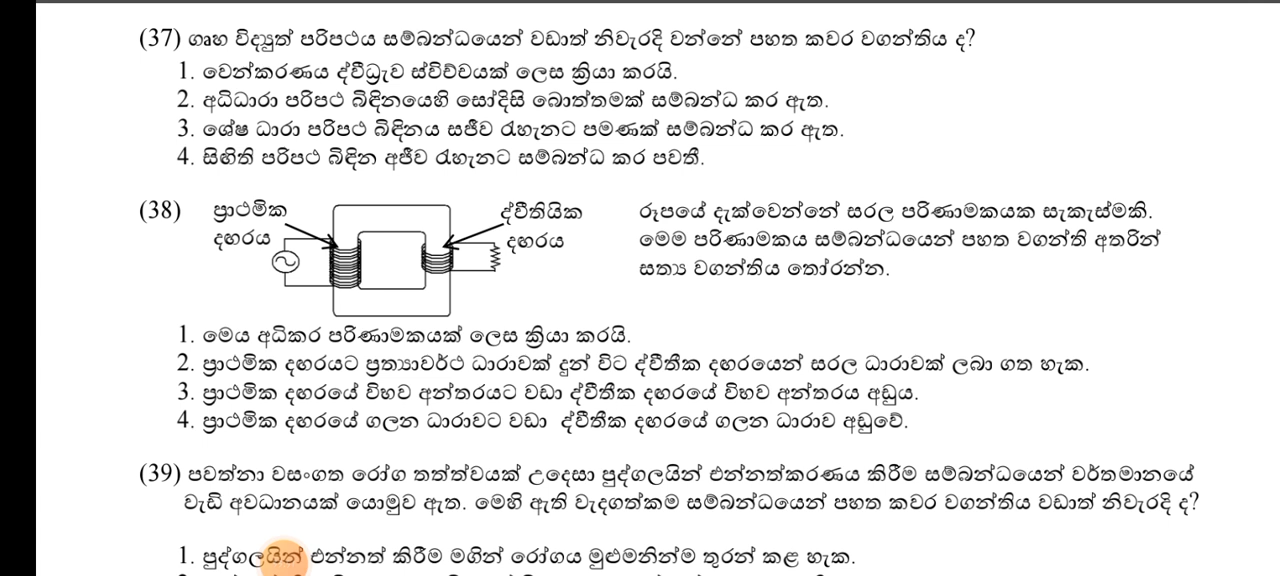 (37) ගෘහ විද්‍යුත් පරිපථය සම්බන්ධයෙන් වඩාත් නිවැරදි වන්නේ පහත කවර වගන්තිය ද?
1. වෙන්කරණය ද්විධ්‍රැව ස්විච්චයක් ලෙස ක්‍රියා කරයි.
2. අධිධාරා පරිපථ බිඳිනයෙහි සෝදිසි බොත්තමක් සම්බන්ධ කර ඇත.
3. ශේෂ ධාරා පරිපථ බිඳිනය සජීව රැහැනට පමණක් සම්බන්ධ කර ඇත.
4. සිඟිති පරිපථ බිඳින අජීව රැහැනට සම්බන්ධ කර පවතී.
(38) ප්‍රාථමික දඟරය
ද්වීතියික දඟරය
රූපයේ දැක්වෙන්නේ සරල පරිණාමකයක සැකැස්මකි.
මෙම පරිණාමකය සම්බන්ධයෙන් පහත වගන්ති අතරින්
සත්‍ය වගන්තිය තෝරන්න.
1. මෙය අධිකර පරිණාමකයක් ලෙස ක්‍රියා කරයි.
2. ප්‍රාථමික දඟරයට ප්‍රත්‍යාවර්ථ ධාරාවක් දුන් විට ද්වීතීක දඟරයෙන් සරල ධාරාවක් ලබා ගත හැක.
3. ප්‍රාථමික දඟරයේ විභව අන්තරයට වඩා ද්වීතීක දඟරයේ විභව අන්තරය අඩුය.
4. ප්‍රාථමික දඟරයේ ගලන ධාරාවට වඩා ද්වීතීක දඟරයේ ගලන ධාරාව අඩුවේ.
(39) පවත්නා වසංගත රෝග තත්ත්වයක් උදෙසා පුද්ගලයින් එන්නත්කරණය කිරීම සම්බන්ධයෙන් වර්තමානයේ
වැඩි අවධානයක් යොමුව ඇත. මෙහි ඇති වැදගත්කම සම්බන්ධයෙන් පහත කවර වගන්තිය වඩාත් නිවැරදි ද?
1. පුද්ගලයින් එන්නත් කිරීම මගින් රෝගය මුළුමනින්ම තුරන් කළ හැක.